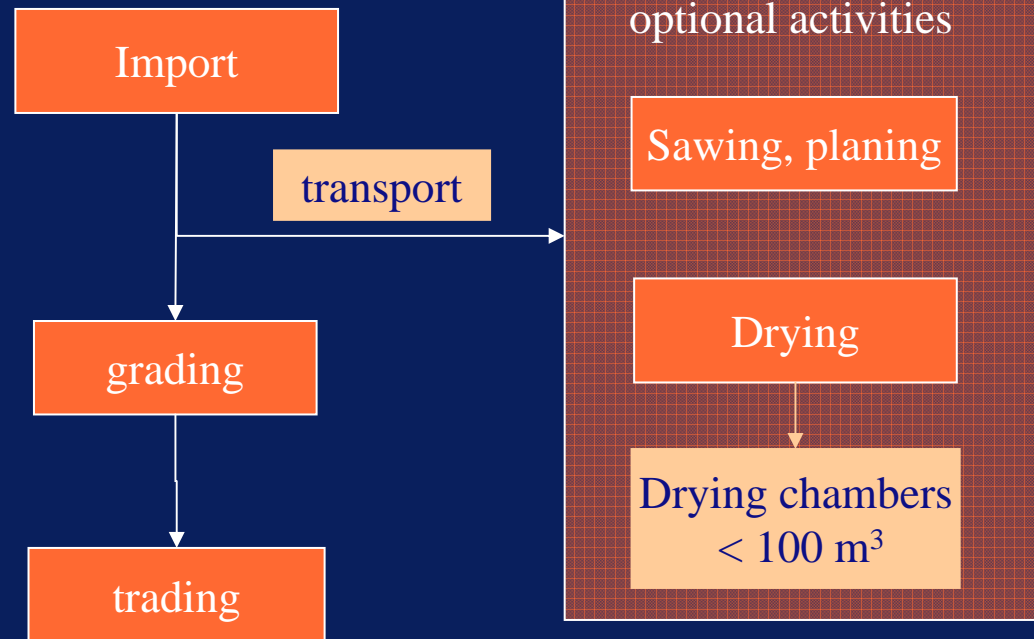 Import
transport
grading
trading
optional activities
Sawing, planing
Drying
Drying chambers
< 100 m³